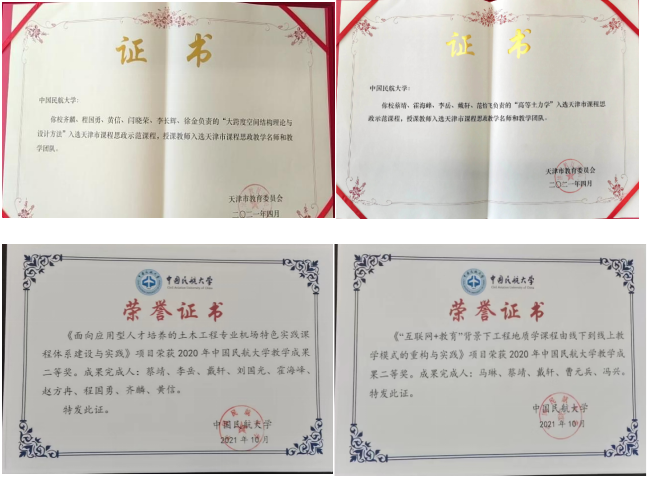 证 书
中国民航大学:
你校齐麟、程国勇、黄信、闫晓荣、李长辉、徐金负责的“大跨度空间结构理论与
设计方法”入选天津市课程思政示范课程，授课教师入选天津市课程思政教学名师和教
学团队。
天津市教育委员会
二〇二一年四月
证 书
中国民航大学:
你校蔡靖、霍海峰、李岳、戴轩、范 负责的“高等土力学”入选天津市课程思
政示范课程，授课教师入选天津市课程思政教学名师和教学团队。
天津市教育委员会
二〇二一年四月
中国民航大学
荣誉证书
《面向应用型人才培养的土木工程专业机场特色实践课
程体系建设与实践》项目荣获2020年中国民航大学教学成果
二等奖。成果完成人：蔡靖、李岳、戴轩、刘国光、霍海峰、
赵方冉、程国勇、齐麟、黄信。
特发此证。
中国民航大学
2021年10月
中国民航大学
荣誉证书
《“互联网+教育”背景下工程地质学课程由线下到线上教
学模式的重构与实践》项目荣获2020年中国民航大学教学成
果二等奖。成果完成人：马琳、蔡靖、戴轩、曹元兵、冯兴。
特发此证。
中国民航大学
2021年10月